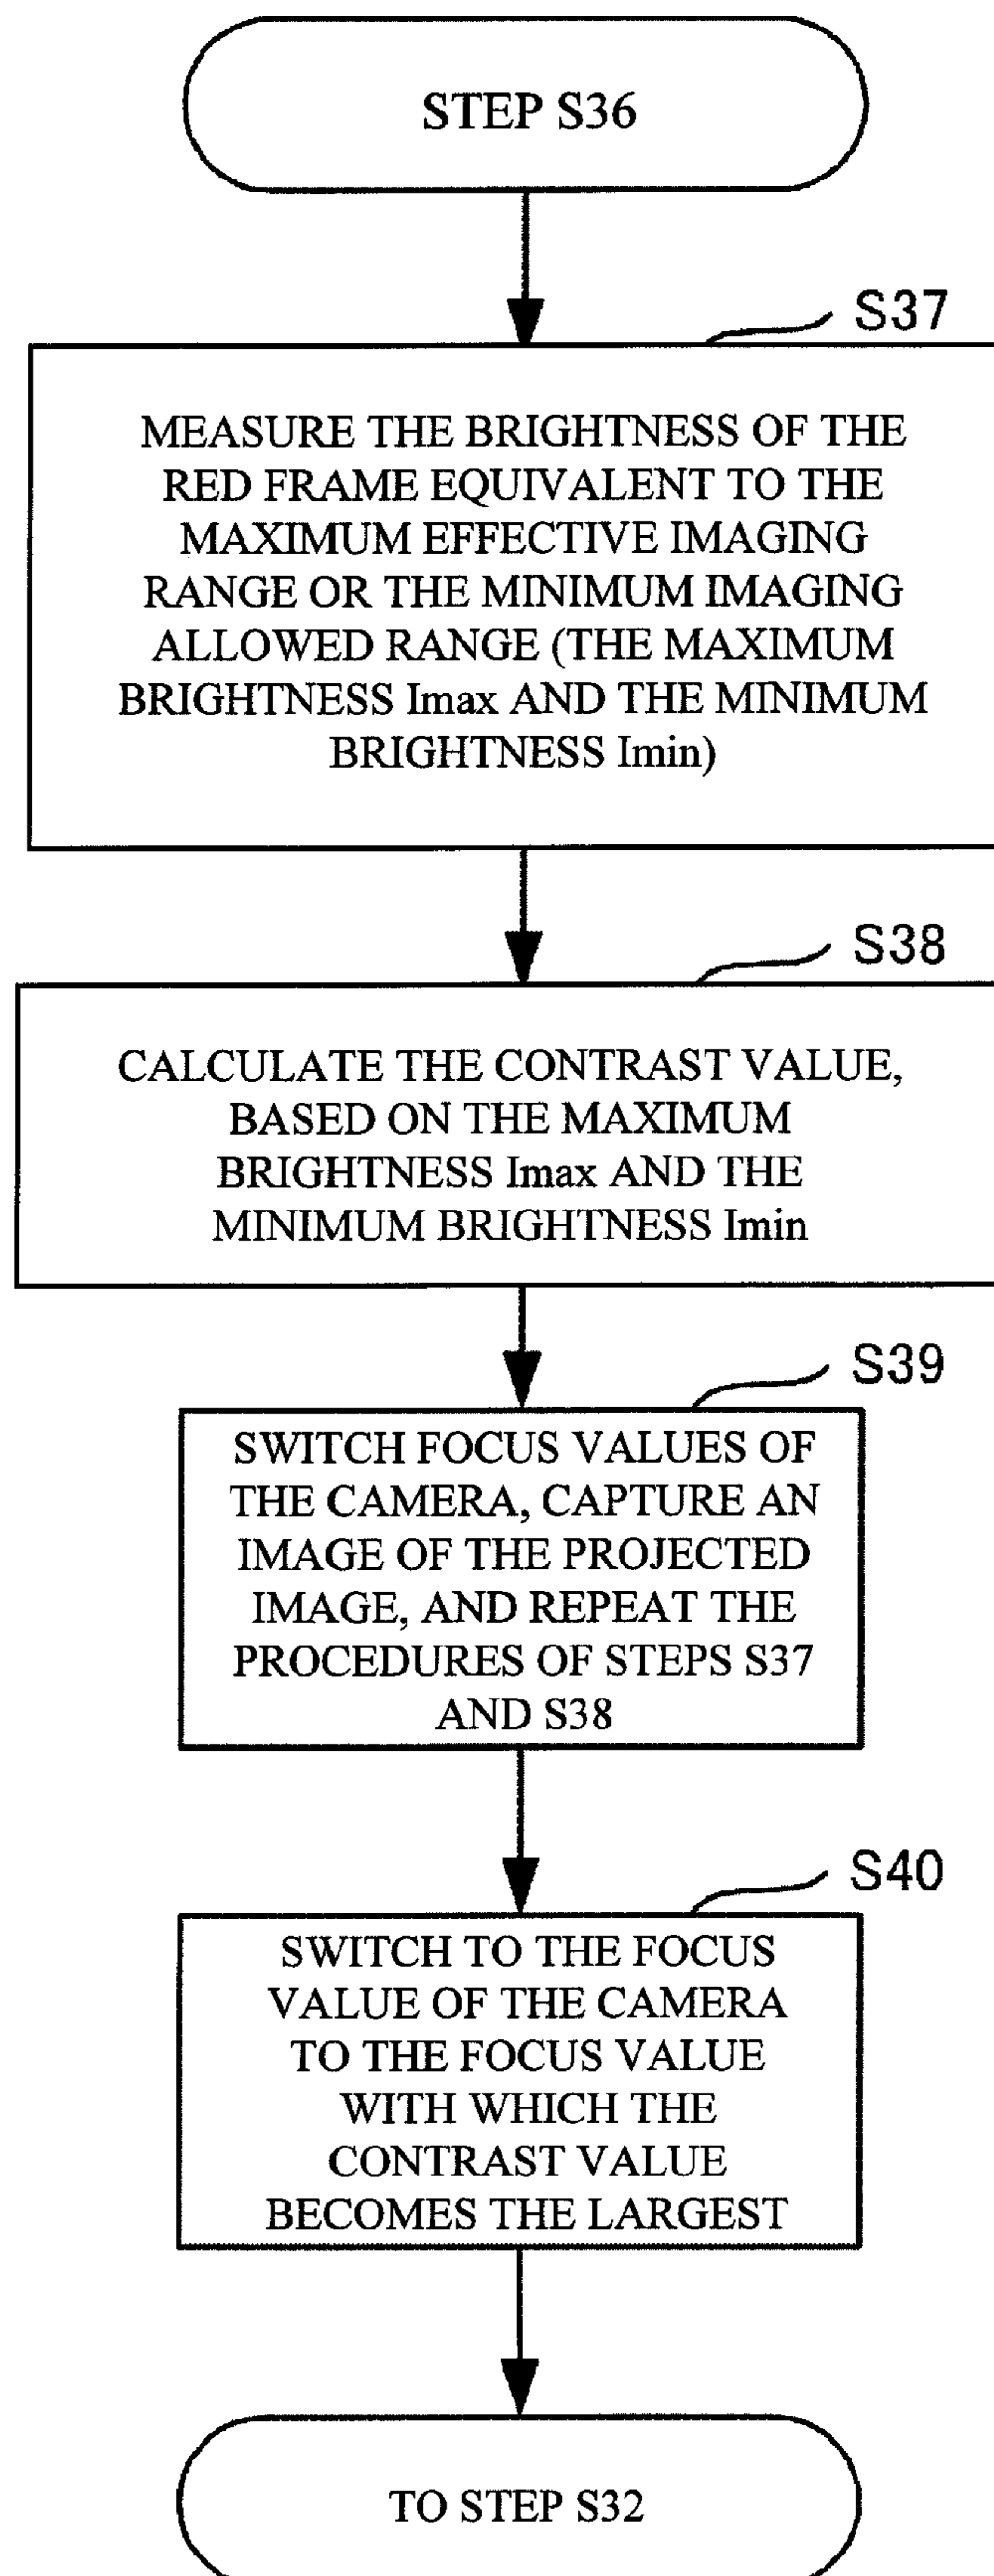 STEP S36
S37
MEASURE THE BRIGHTNESS OF THE
RED FRAME EQUIVALENT TO THE
MAXIMUM EFFECTIVE IMAGING
RANGE OR THE MINIMUM IMAGING
ALLOWED RANGE (THE MAXIMUM
BRIGHTNESS Imax AND THE MINIMUM
BRIGHTNESS Imin)
S38
CALCULATE THE CONTRAST VALUE,
BASED ON THE MAXIMUM
BRIGHTNESS Imax AND THE
MINIMUM BRIGHTNESS Imin
S39
SWITCH FOCUS VALUES OF
THE CAMERA, CAPTURE AN
IMAGE OF THE PROJECTED
IMAGE, AND REPEAT THE
PROCEDURES OF STEPS S37
AND S38
S40
SWITCH TO THE FOCUS
VALUE OF THE CAMERA
TO THE FOCUS VALUE
WITH WHICH THE
CONTRAST VALUE
BECOMES THE LARGEST
TO STEP S32